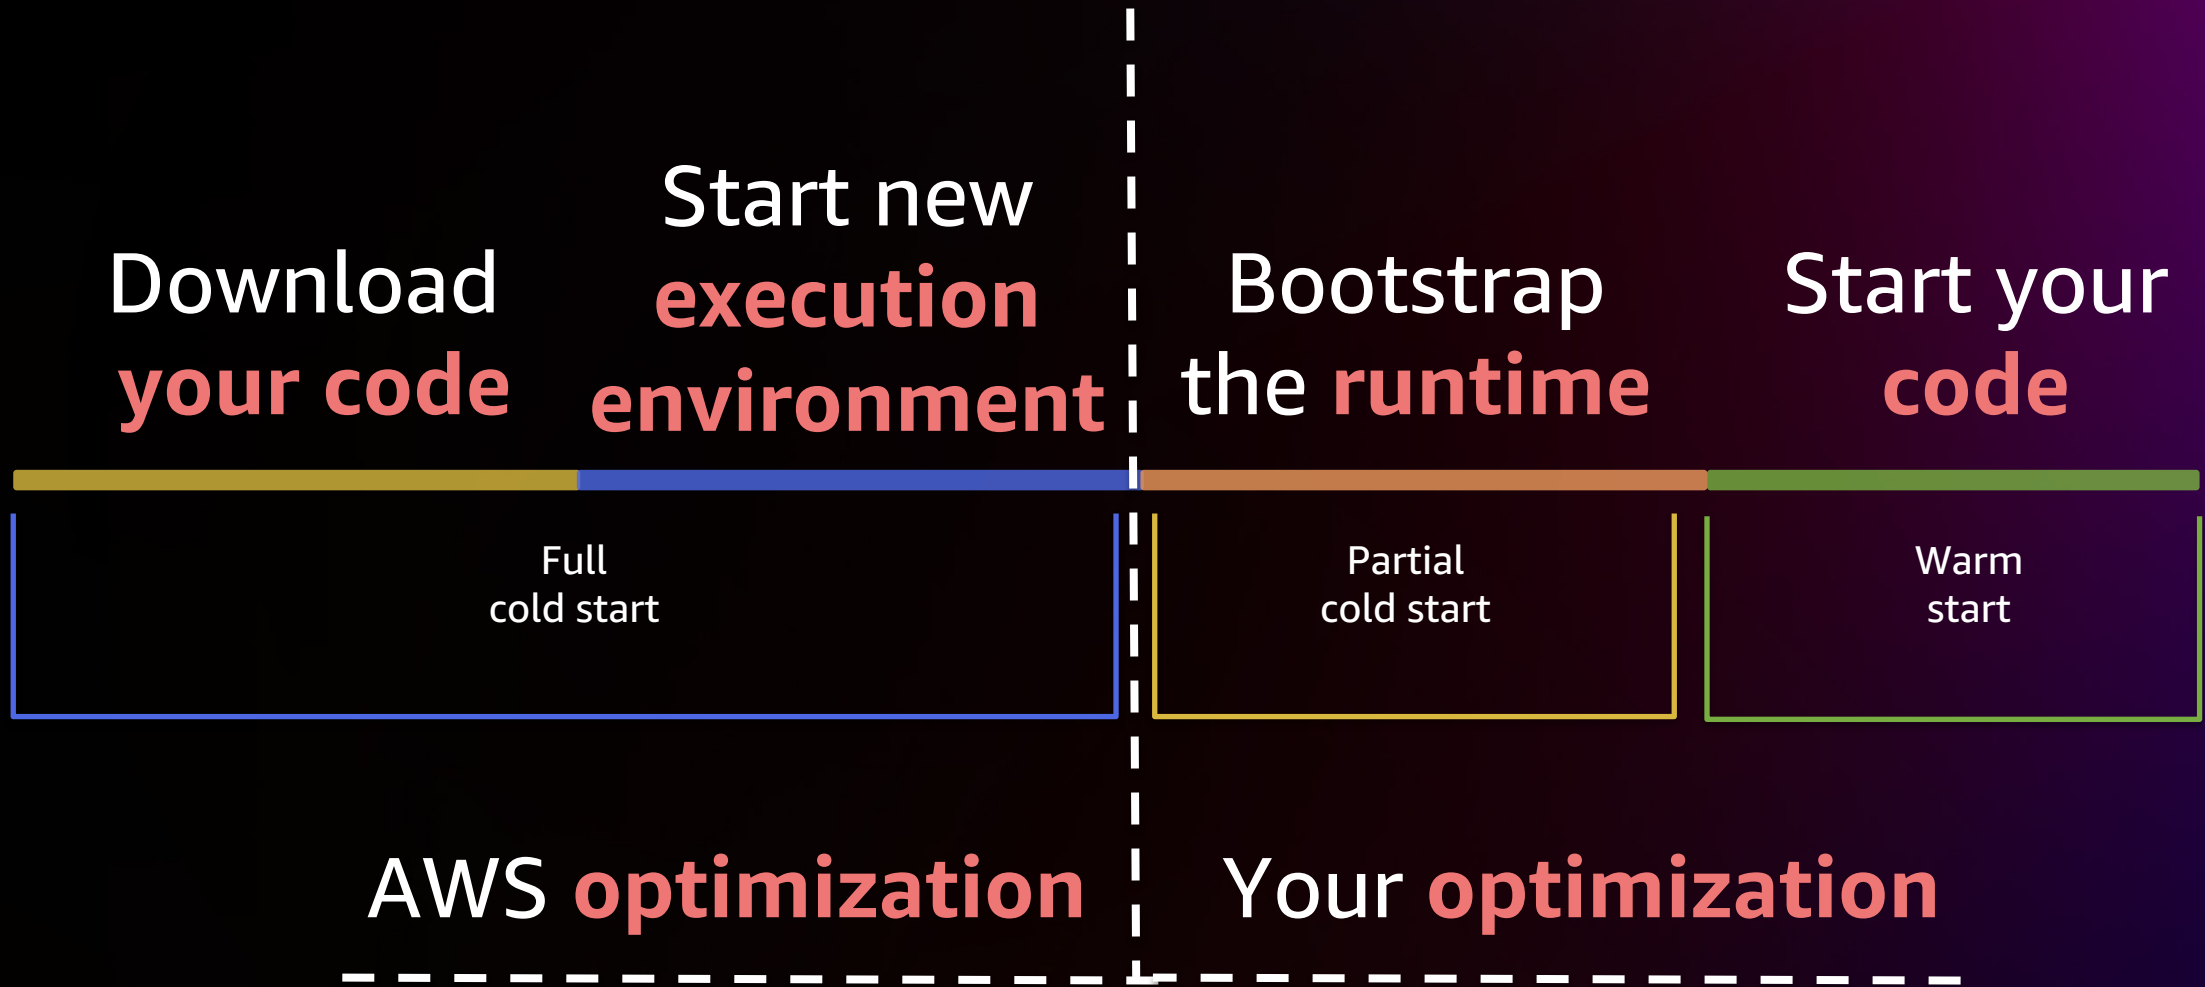 Download
your code
Start new
execution
environment
Bootstrap
the runtime
Start your
code
Full
cold start
Partial
cold start
Warm
start
AWS optimization
Your optimization